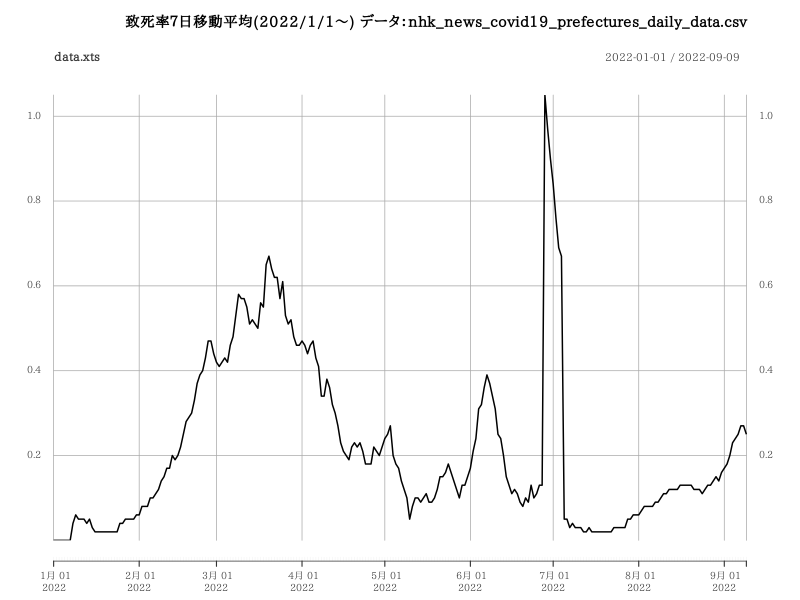 致死率7日移動平均(2022/1/1〜) データ:nhk_news_covid19_prefectures_daily_data.csv
data.xts 2022-01-01 / 2022-09-09
1.0 1.0
0.8 0.8
0.6 0.6
0.4 0.4
0.2 0.2
1月 01 2月 01 3月 01 4月 01 5月 01 6月 01 7月 01 8月 01 9月 01
2022 2022 2022 2022 2022 2022 2022 2022 2022